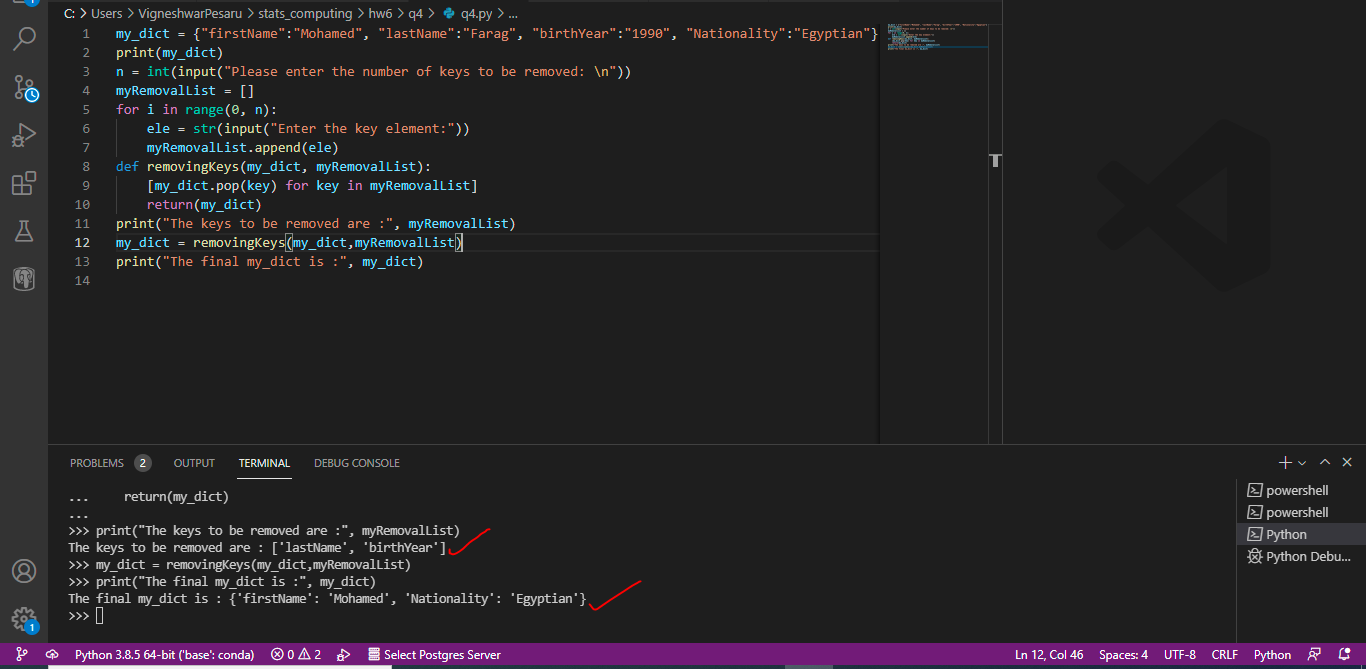 1
C: > Users > VigneshwarPesaru > stats_computing > hw6 > q4 > q4.py > ...
1 my_dict = {"firstName":"Mohamed", "lastName":"Farag", "birthYear":"1990", "Nationality":"Egyptian"}
2 print(my_dict)
3 n = int(input("Please enter the number of keys to be removed: \n"))
4 myRemovalList = []
5 for i in range(0, n):
6     ele = str(input("Enter the key element:"))
7     myRemovalList.append(ele)
8 def removingKeys(my_dict, myRemovalList):
9     [my_dict.pop(key) for key in myRemovalList]
10     return(my_dict)
11 print("The keys to be removed are :", myRemovalList)
12 my_dict = removingKeys(my_dict,myRemovalList)
13 print("The final my_dict is :", my_dict)
14
PROBLEMS 2 OUTPUT TERMINAL DEBUG CONSOLE
...     return(my_dict)
...
>>> print("The keys to be removed are :", myRemovalList)
The keys to be removed are : ['lastName', 'birthYear']
>>> my_dict = removingKeys(my_dict,myRemovalList)
>>> print("The final my_dict is :", my_dict)
The final my_dict is : {'firstName': 'Mohamed', 'Nationality': 'Egyptian'}
>>>
powershell
powershell
Python
Python Debu...
1
Python 3.8.5 64-bit ('base': conda) 0 2 Select Postgres Server Ln 12, Col 46 Spaces: 4 UTF-8 CRLF Python